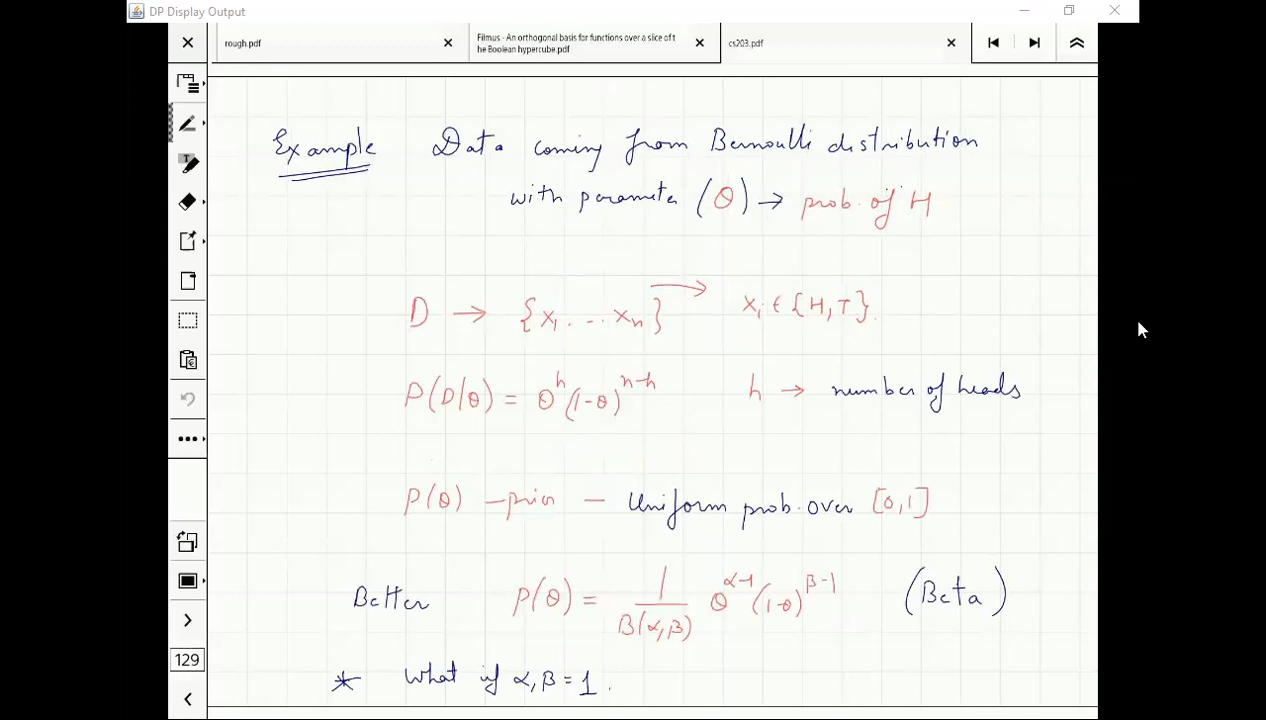 DP Display Output
rough.pdf
Filmus - An orthogonal basis for functions over a slice of t
he Boolean hypercube.pdf
cs203.pdf
Example Data coming from Bernoulli distribution
with parameter (θ) → prob. of H
D → {x₁ . ... xₙ} → xᵢ ∈ {H,T}.
P(D/θ) = θ^h (1-θ)^{n-h} h → number of heads
P(θ) - prior - Uniform prob. over [0,1]
Better P(θ) = 1/B(α,β) θ^{α-1} (1-θ)^{β-1} (Beta)
* What if α, β = 1.
129